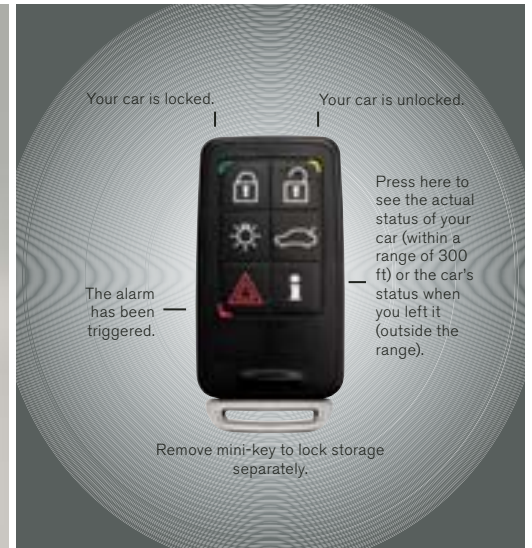 Your car is locked.
Your car is unlocked.
Press here to
see the actual
status of your
car (within a
range of 300
ft) or the car's
status when
you left it
(outside the
range).
The alarm
has been
triggered.
Remove mini-key to lock storage
separately.